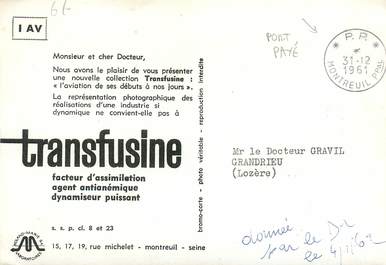 6f-
1 AV
PORT
PAYÉ
P.P.
31-12
1961
MONTREUIL PPAL
Monsieur et cher Docteur,
Nous avons le plaisir de vous présenter
une nouvelle collection Transfusine :
« l'aviation de ses débuts à nos jours ».
La représentation photographique des
réalisations d'une industrie si
dynamique ne convient-elle pas à
transfusine
facteur d'assimilation
agent antianémique
dynamiseur puissant
s. s. p. cl. 8 et 23
15, 17, 19, rue michelet - montreuil - seine
bromo-carte - photo véritable - reproduction interdite
Mr le Docteur GRAVIL
GRANDRIEU
(Lozère)
donnée
par le Dr
le 4/1/62
LABORATOIRES